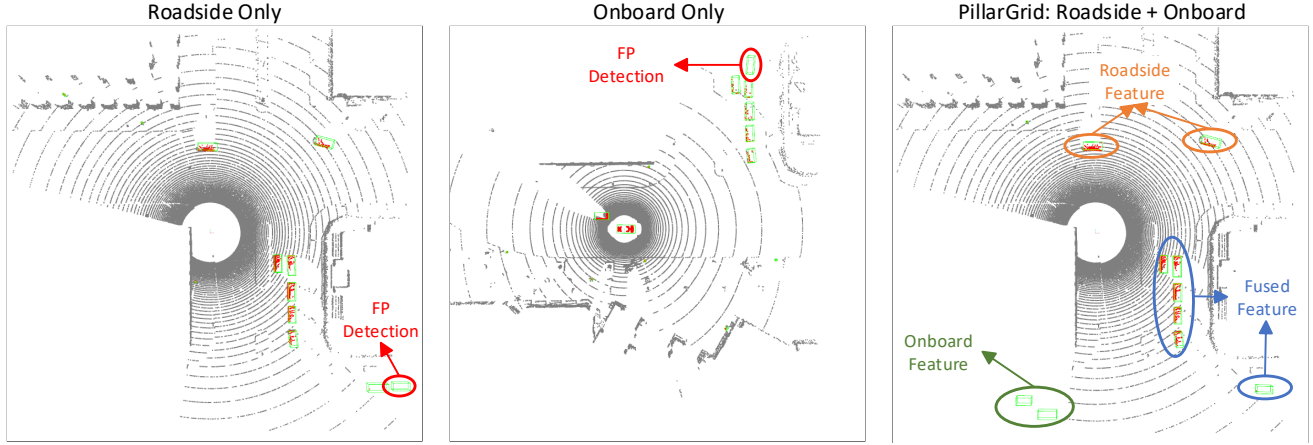 Roadside Only
FP
Detection
Onboard Only
FP
Detection
PillarGrid: Roadside + Onboard
Roadside
Feature
Fused
Feature
Onboard
Feature